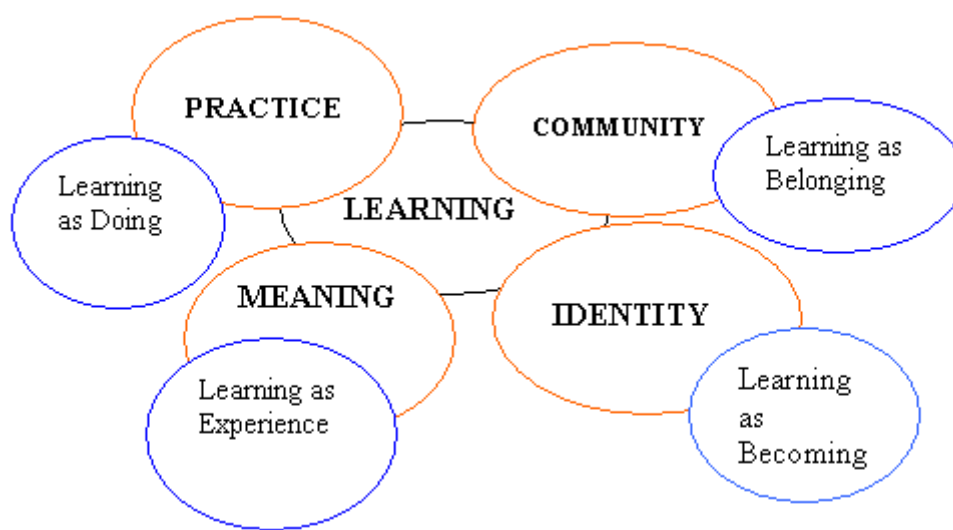 PRACTICE
COMMUNITY
Learning as
Belonging
Learning
as Doing
LEARNING
MEANING
IDENTITY
Learning as
Experience
Learning
as
Becoming